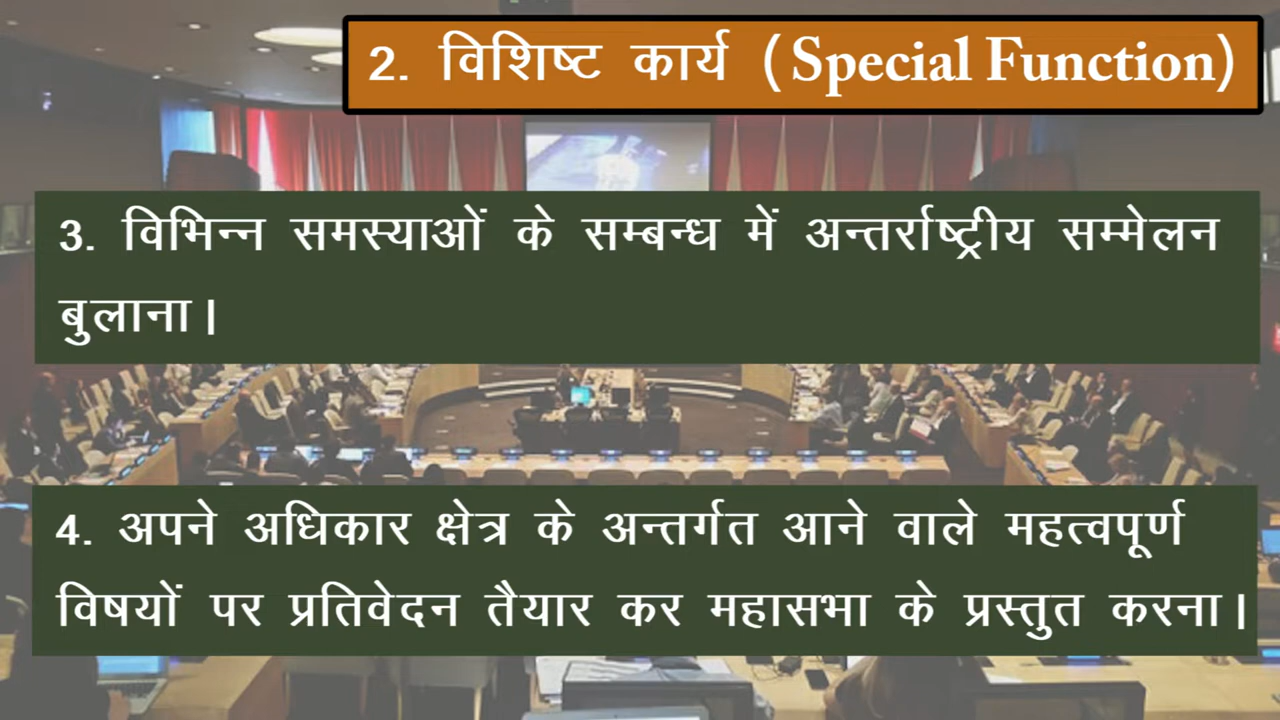 2. विशिष्ट कार्य (Special Function)
3. विभिन्न समस्याओं के सम्बन्ध में अन्तर्राष्ट्रीय सम्मेलन
बुलाना।
4. अपने अधिकार क्षेत्र के अन्तर्गत आने वाले महत्वपूर्ण
विषयों पर प्रतिवेदन तैयार कर महासभा के प्रस्तुत करना।